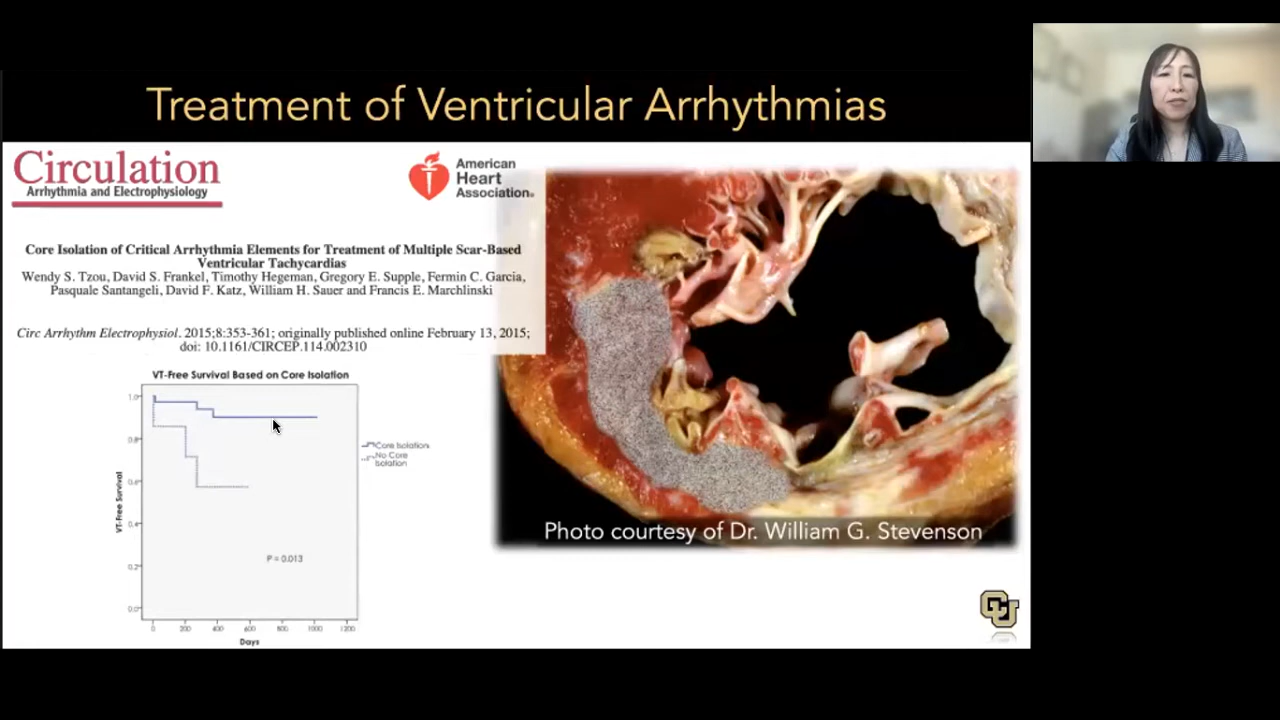 Treatment of Ventricular Arrhythmias
Circulation
Arrhythmia and Electrophysiology
American
Heart
Association®
Core Isolation of Critical Arrhythmia Elements for Treatment of Multiple Scar-Based
Ventricular Tachycardias
Wendy S. Tzou, David S. Frankel, Timothy Hegeman, Gregory E. Supple, Fermin C. Garcia,
Pasquale Santangeli, David F. Katz, William H. Sauer and Francis E. Marchlinski
Circ Arrhythm Electrophysiol. 2015;8:353-361; originally published online February 13, 2015;
doi: 10.1161/CIRCEP.114.002310
VT-Free Survival Based on Core Isolation
VT-Free Survival
1.0
0.8
0.6
0.4
0.2
0.0
Core Isolation
No Core
Isolation
P = 0.013
0 200 400 600 800 1000 1200
Days
Photo courtesy of Dr. William G. Stevenson
CU